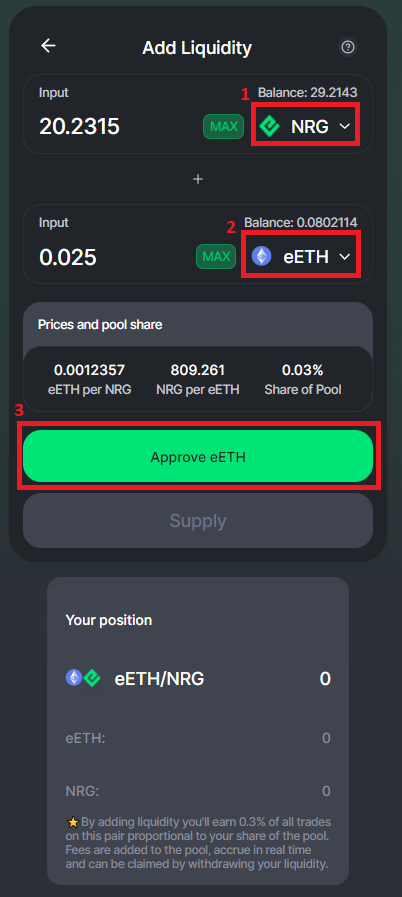 Add Liquidity
?
Input
1 Balance: 29.2143
20.2315 MAX NRG
+
Input
2 Balance: 0.0802114
0.025 MAX eETH
Prices and pool share
0.0012357 809.261 0.03%
eETH per NRG NRG per eETH Share of Pool
3
Approve eETH
Supply
Your position
eETH/NRG 0
eETH: 0
NRG: 0
⭐By adding liquidity you'll earn 0.3% of all trades
on this pair proportional to your share of the pool.
Fees are added to the pool, accrue in real time
and can be claimed by withdrawing your liquidity.